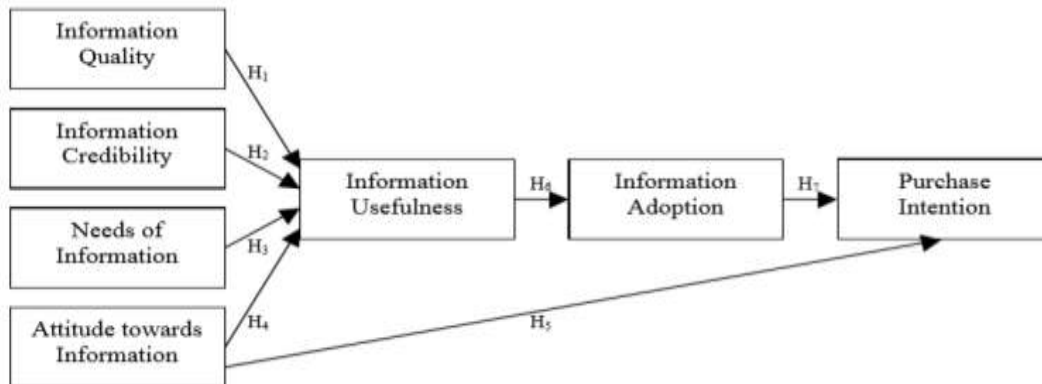 Information
Quality
H₁
Information
Credibility
H₂
Information
Usefulness
H₆
Information
Adoption
H₇
Purchase
Intention
Needs of
Information
H₃
Attitude towards
Information
H₄
H₅